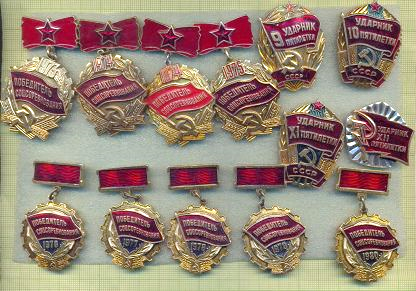 1973
ПОБЕДИТЕЛЬ
СОЦСОРЕВНОВАНИЯ
1974
ПОБЕДИТЕЛЬ
СОЦСОРЕВНОВАНИЯ
1974
ПОБЕДИТЕЛЬ
СОЦСОРЕВНОВАНИЯ
1975
ПОБЕДИТЕЛЬ
СОЦСОРЕВНОВАНИЯ
УДАРНИК
9 ПЯТИЛЕТКИ
СССР
УДАРНИК
10 ПЯТИЛЕТКИ
СССР
УДАРНИК
XI ПЯТИЛЕТКИ
СССР
УДАРНИК
XII
ПЯТИЛЕТКИ
ПОБЕДИТЕЛЬ
СОЦСОРЕВНОВАНИЯ
1976
ПОБЕДИТЕЛЬ
СОЦСОРЕВНОВАНИЯ
1977
ПОБЕДИТЕЛЬ
СОЦСОРЕВНОВАНИЯ
ПОБЕДИТЕЛЬ
СОЦСОРЕВНОВАНИЯ
ПОБЕДИТЕЛЬ
СОЦСОРЕВНОВАНИЯ
1980